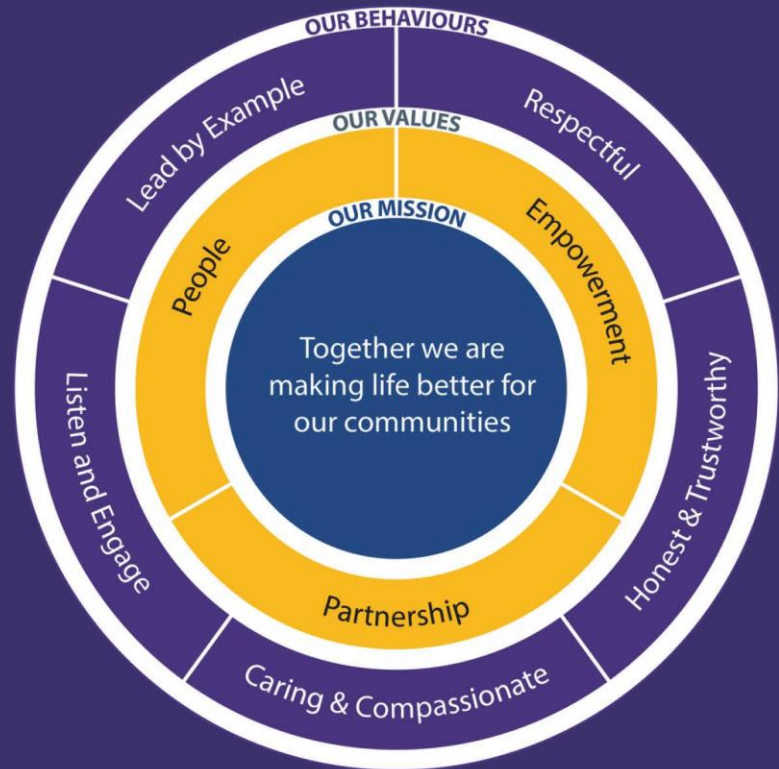 OUR BEHAVIOURS
Lead by Example
Respectful
OUR VALUES
People
Empowerment
OUR MISSION
Together we are
making life better for
our communities
Listen and Engage
Honest & Trustworthy
Partnership
Caring & Compassionate